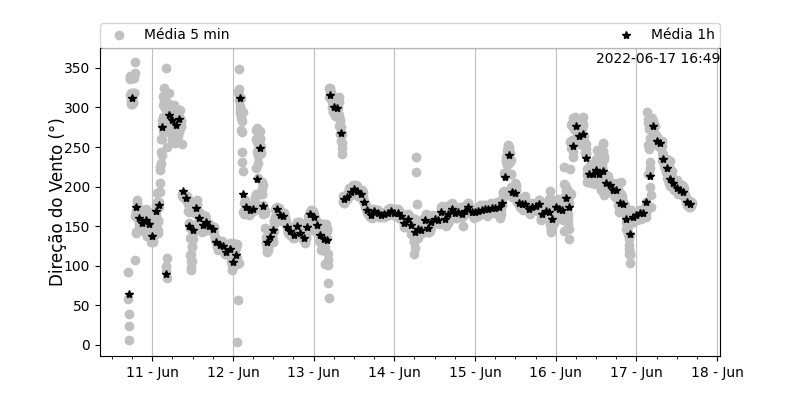 Média 5 min
Média 1h
2022-06-17 16:49
Direção do Vento (°)
350
300
250
200
150
100
50
0
11 - Jun
12 - Jun
13 - Jun
14 - Jun
15 - Jun
16 - Jun
17 - Jun
18 - Jun